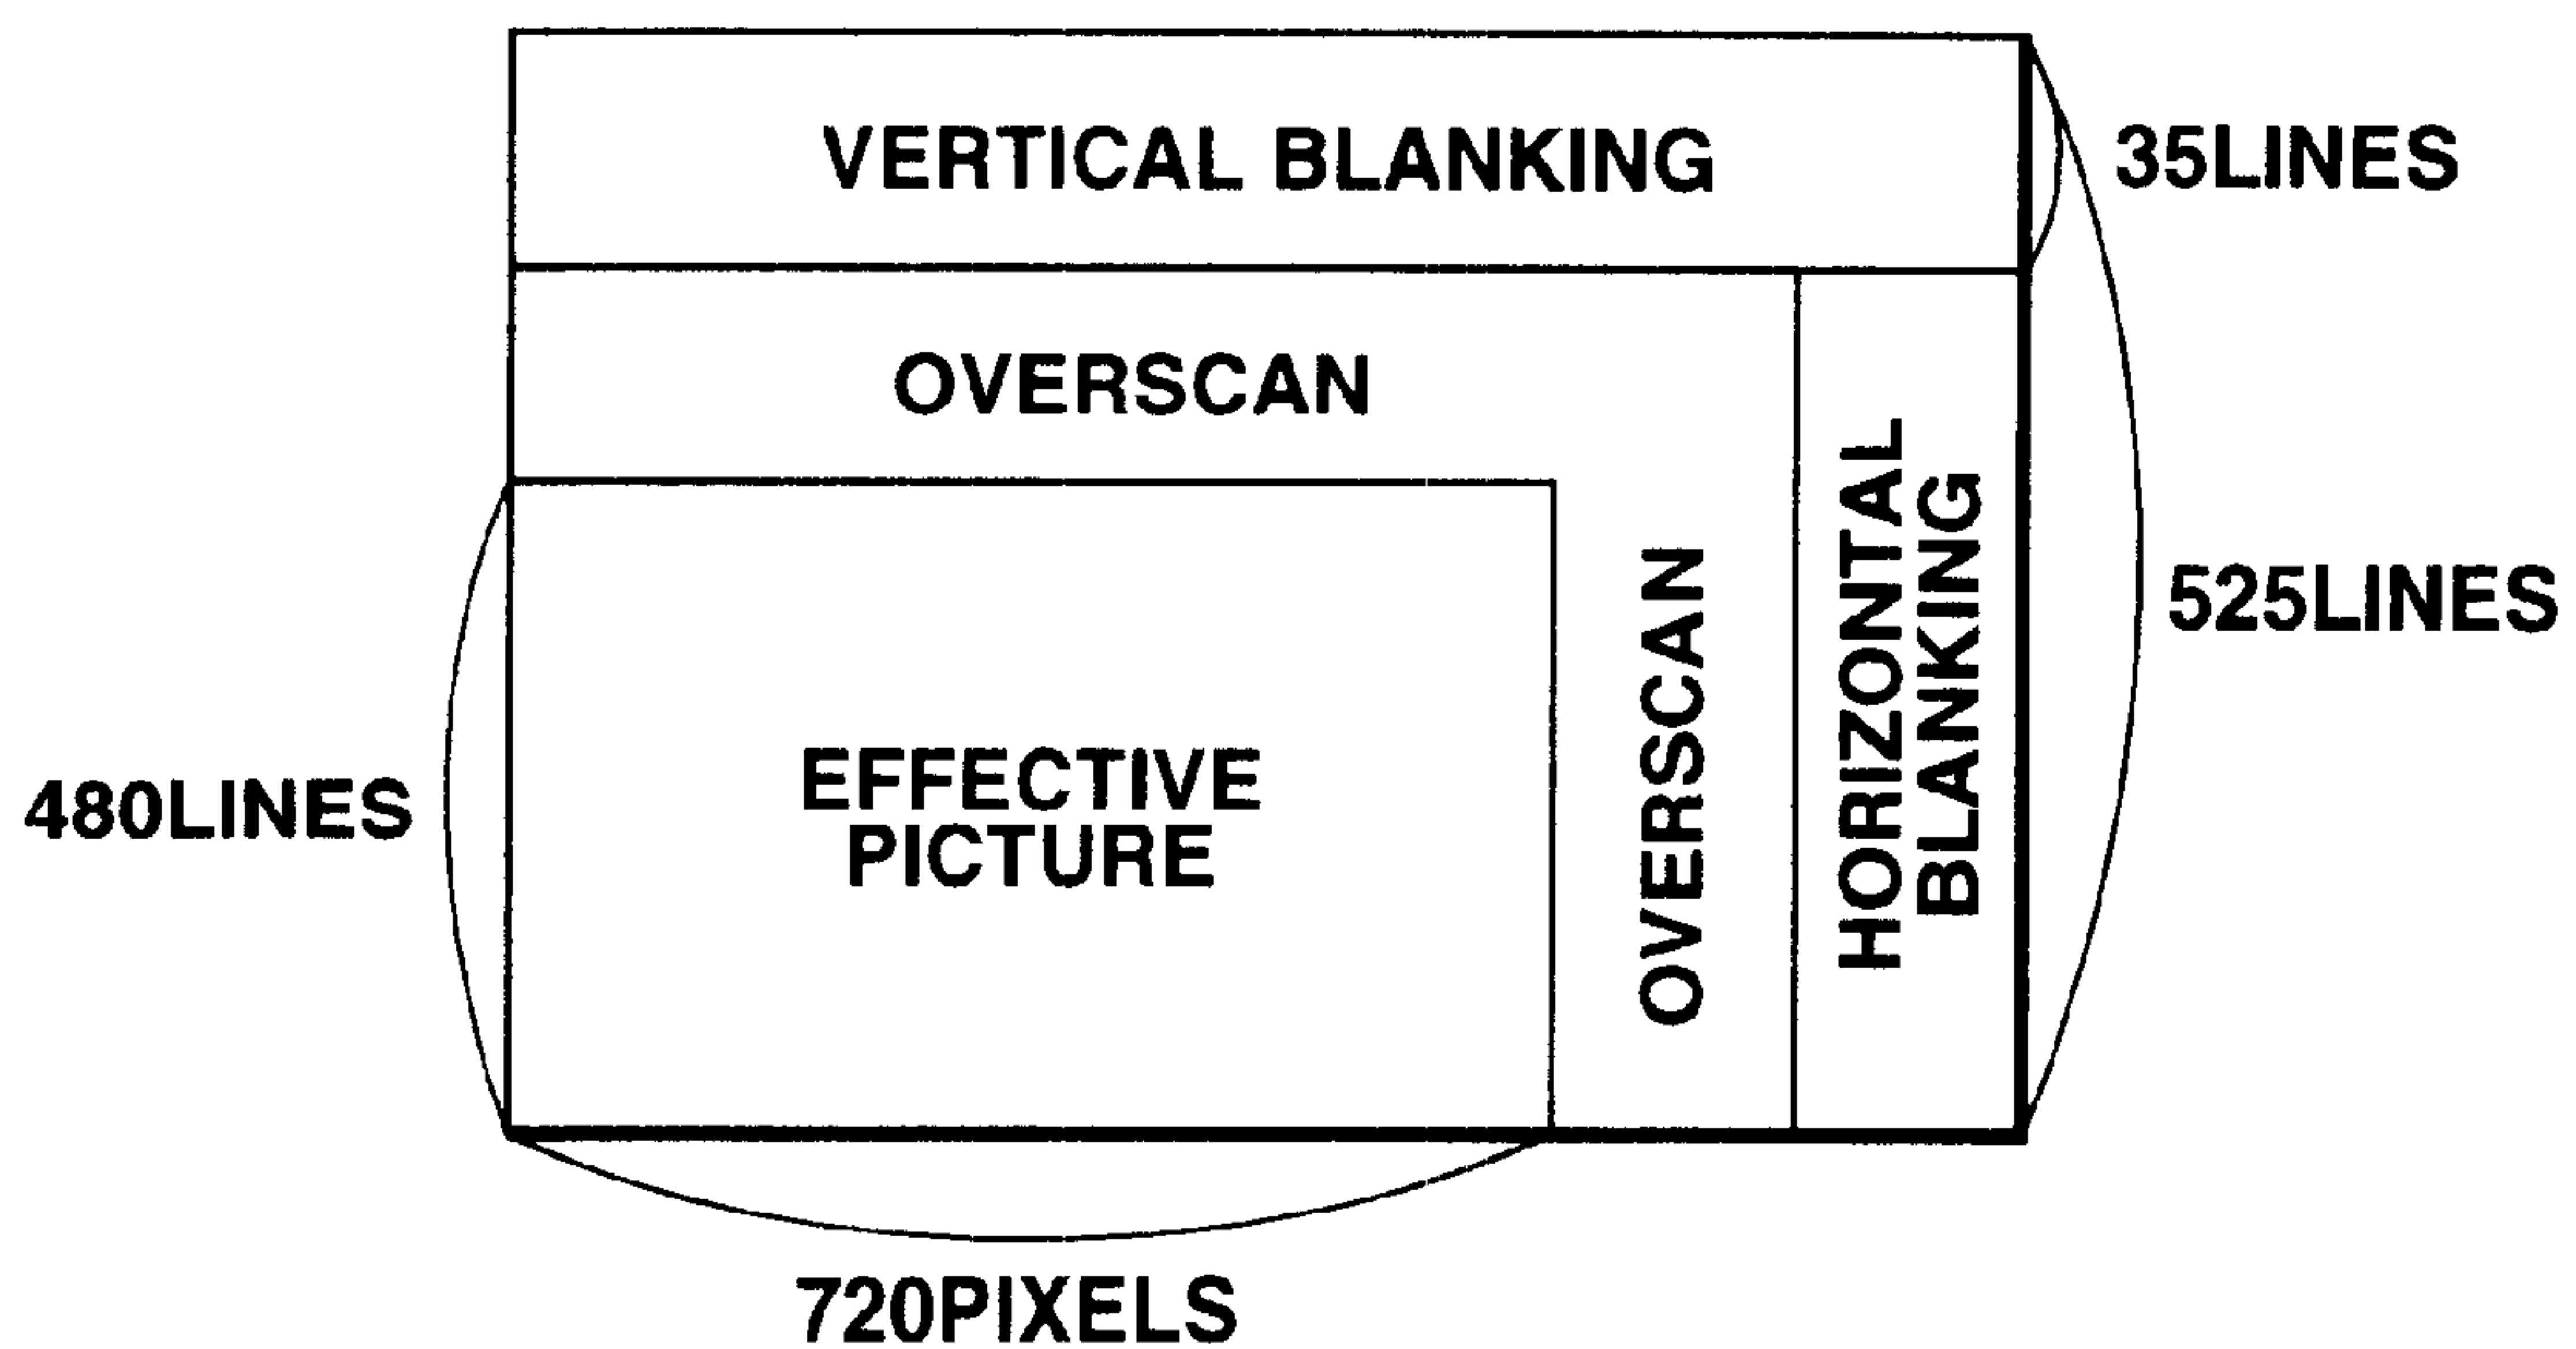 VERTICAL BLANKING
35LINES
OVERSCAN
HORIZONTAL
BLANKING
OVERSCAN
525LINES
EFFECTIVE
PICTURE
480LINES
720PIXELS